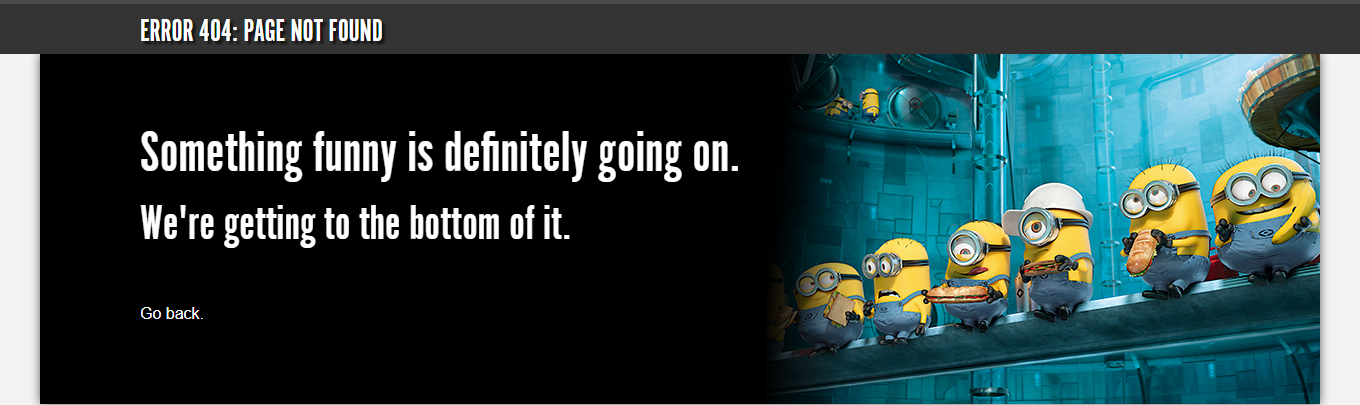 ERROR 404: PAGE NOT FOUND
Something funny is definitely going on.
We're getting to the bottom of it.
Go back.